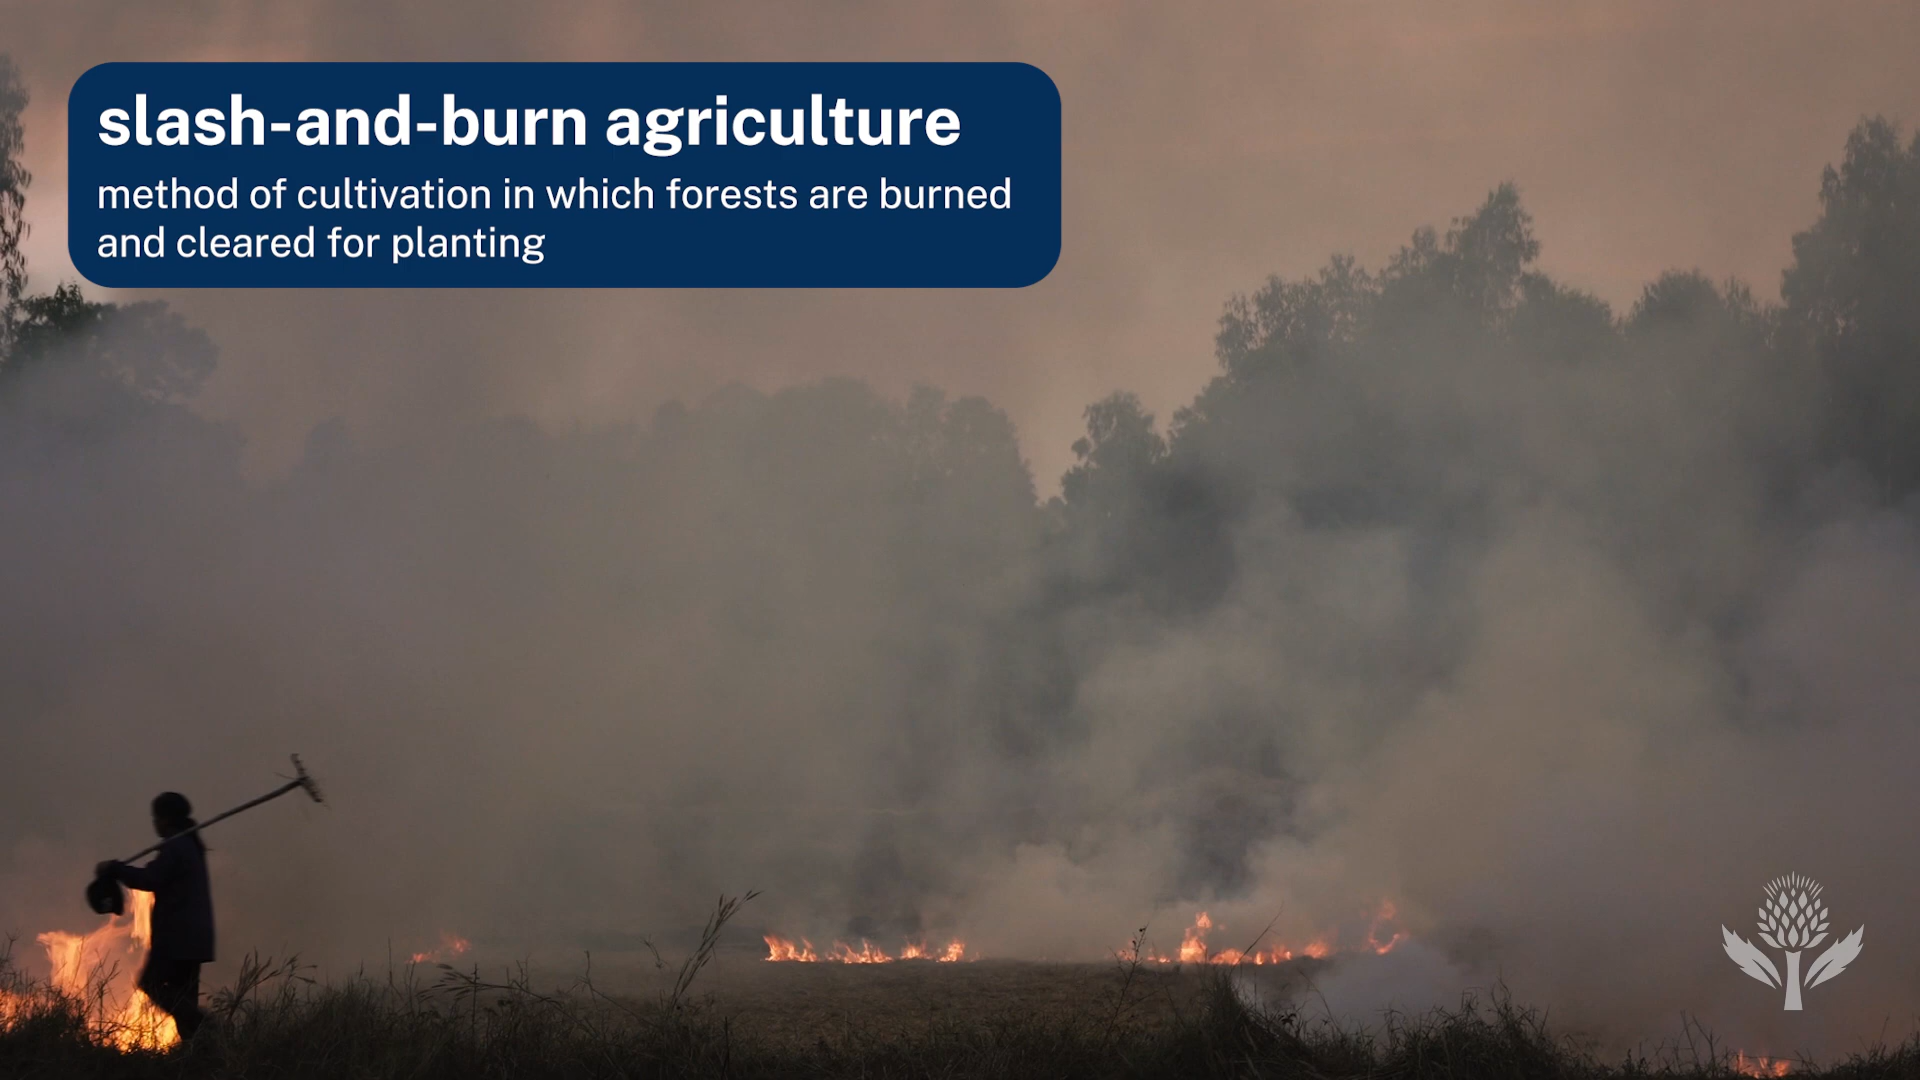 slash-and-burn agriculture
method of cultivation in which forests are burned
and cleared for planting